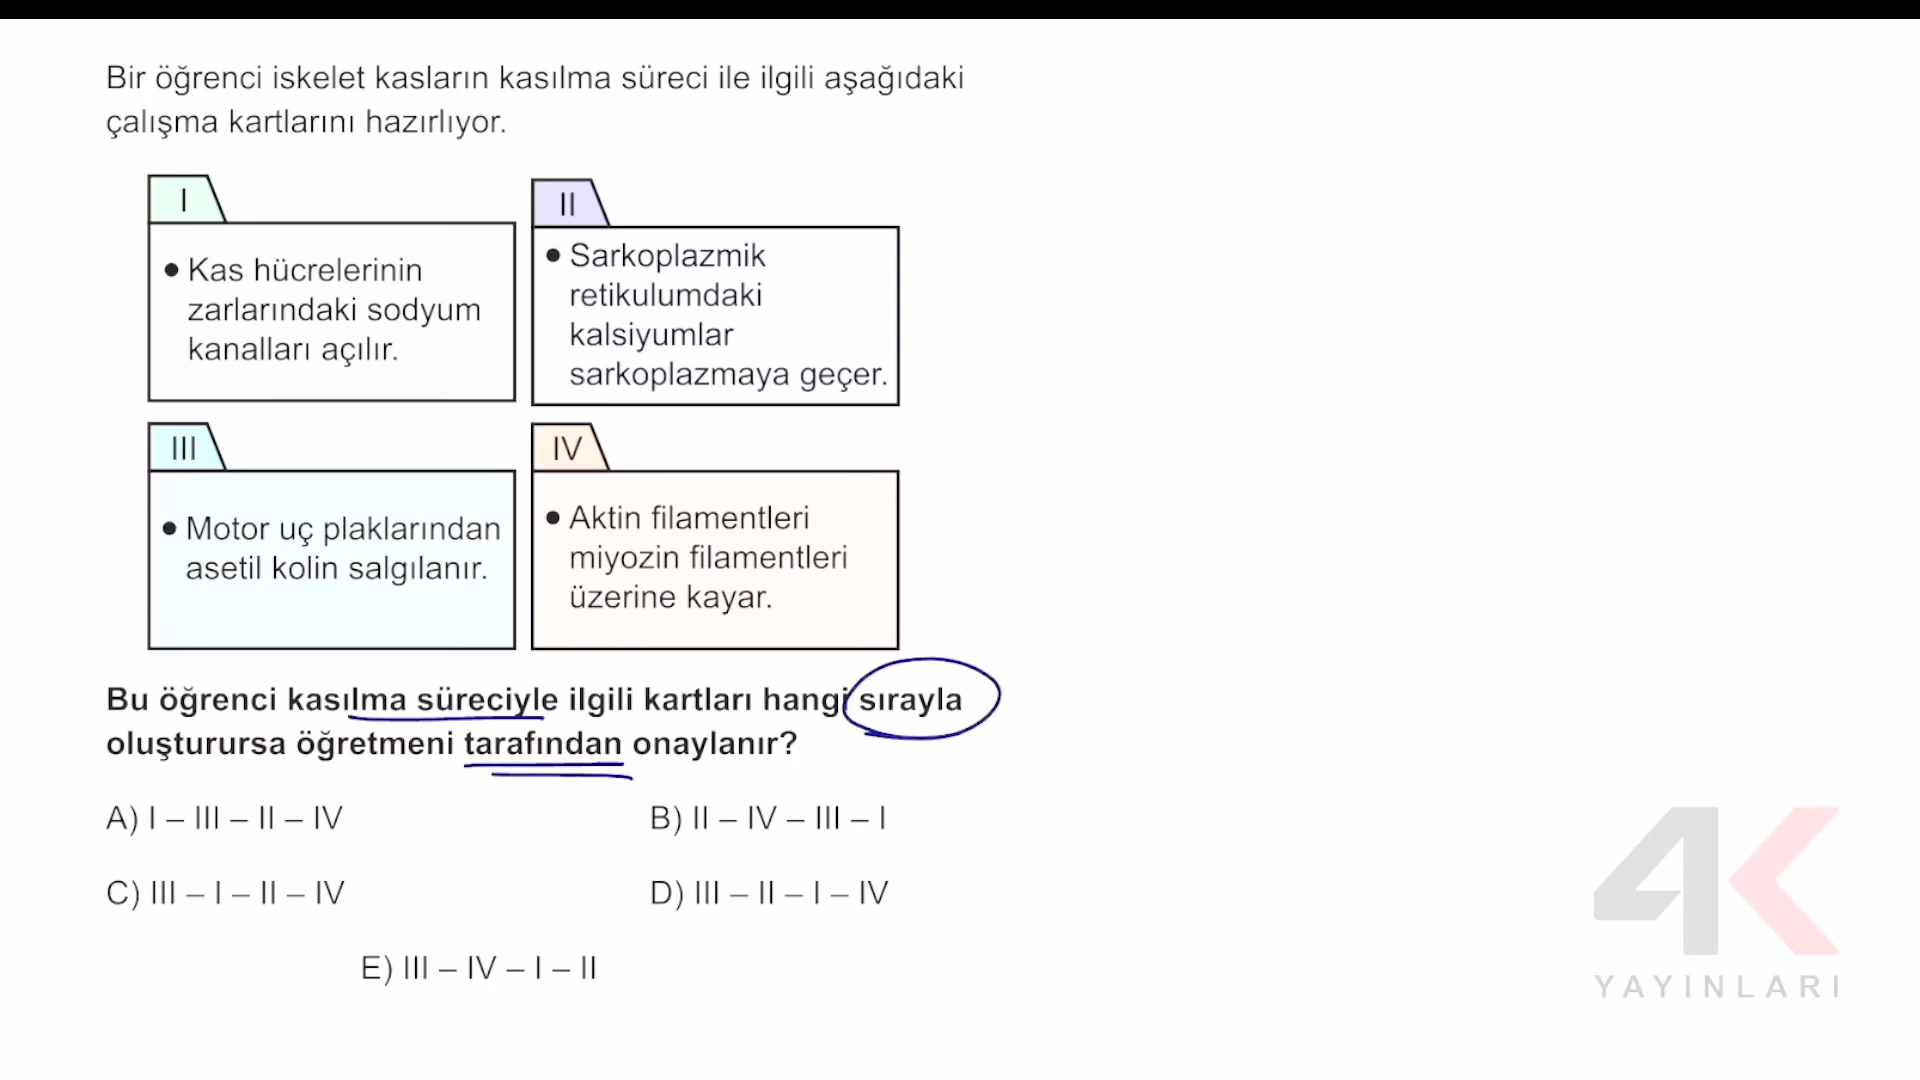 Bir öğrenci iskelet kasların kasılma süreci ile ilgili aşağıdaki
çalışma kartlarını hazırlıyor.
I
• Kas hücrelerinin
zarlarındaki sodyum
kanalları açılır.
II
• Sarkoplazmik
retikulumdaki
kalsiyumlar
sarkoplazmaya geçer.
III
• Motor uç plaklarından
asetil kolin salgılanır.
IV
• Aktin filamentleri
miyozin filamentleri
üzerine kayar.
Bu öğrenci kasılma süreciyle ilgili kartları hangi sırayla
oluşturursa öğretmeni tarafından onaylanır?
A) I – III – II – IV
B) II – IV – III – I
C) III – I – II – IV
D) III – II – I – IV
E) III – IV – I – II
4K
YAYINLARI